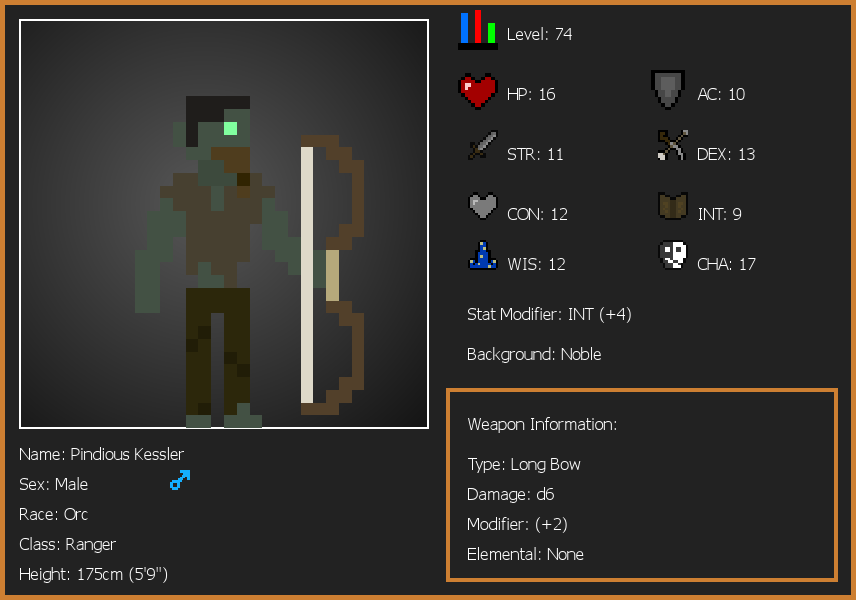 Level: 74
HP: 16
AC: 10
STR: 11
DEX: 13
CON: 12
INT: 9
WIS: 12
CHA: 17
Stat Modifier: INT (+4)
Background: Noble
Weapon Information:
Type: Long Bow
Damage: d6
Modifier: (+2)
Elemental: None
Name: Pindious Kessler
Sex: Male
Race: Orc
Class: Ranger
Height: 175cm (5'9")